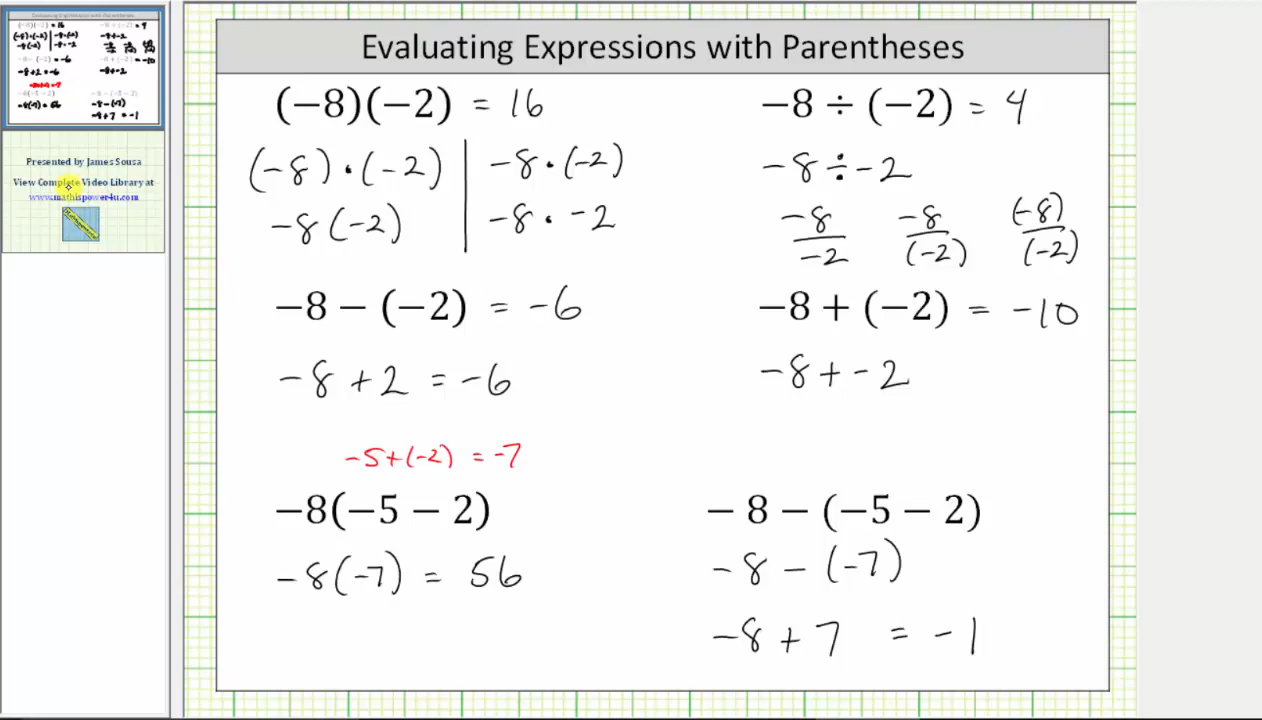 Evaluating Expressions with Parentheses
(−8)(−2) = 16
(−8)·(−2) | −8·(−2)
−8(−2) | −8·−2
−8 ÷ (−2) = 4
−8 ÷ −2
−8/−2 −8/(−2) (−8)/(−2)
−8 − (−2) = −6
−8 + 2 = −6
−8 + (−2) = −10
−8 + −2
−5+(−2) = −7
−8(−5 − 2)
−8(−7) = 56
−8 − (−5 − 2)
−8 − (−7)
−8 + 7 = −1
Presented by James Sousa
View Complete Video Library at
www.mathispower4u.com